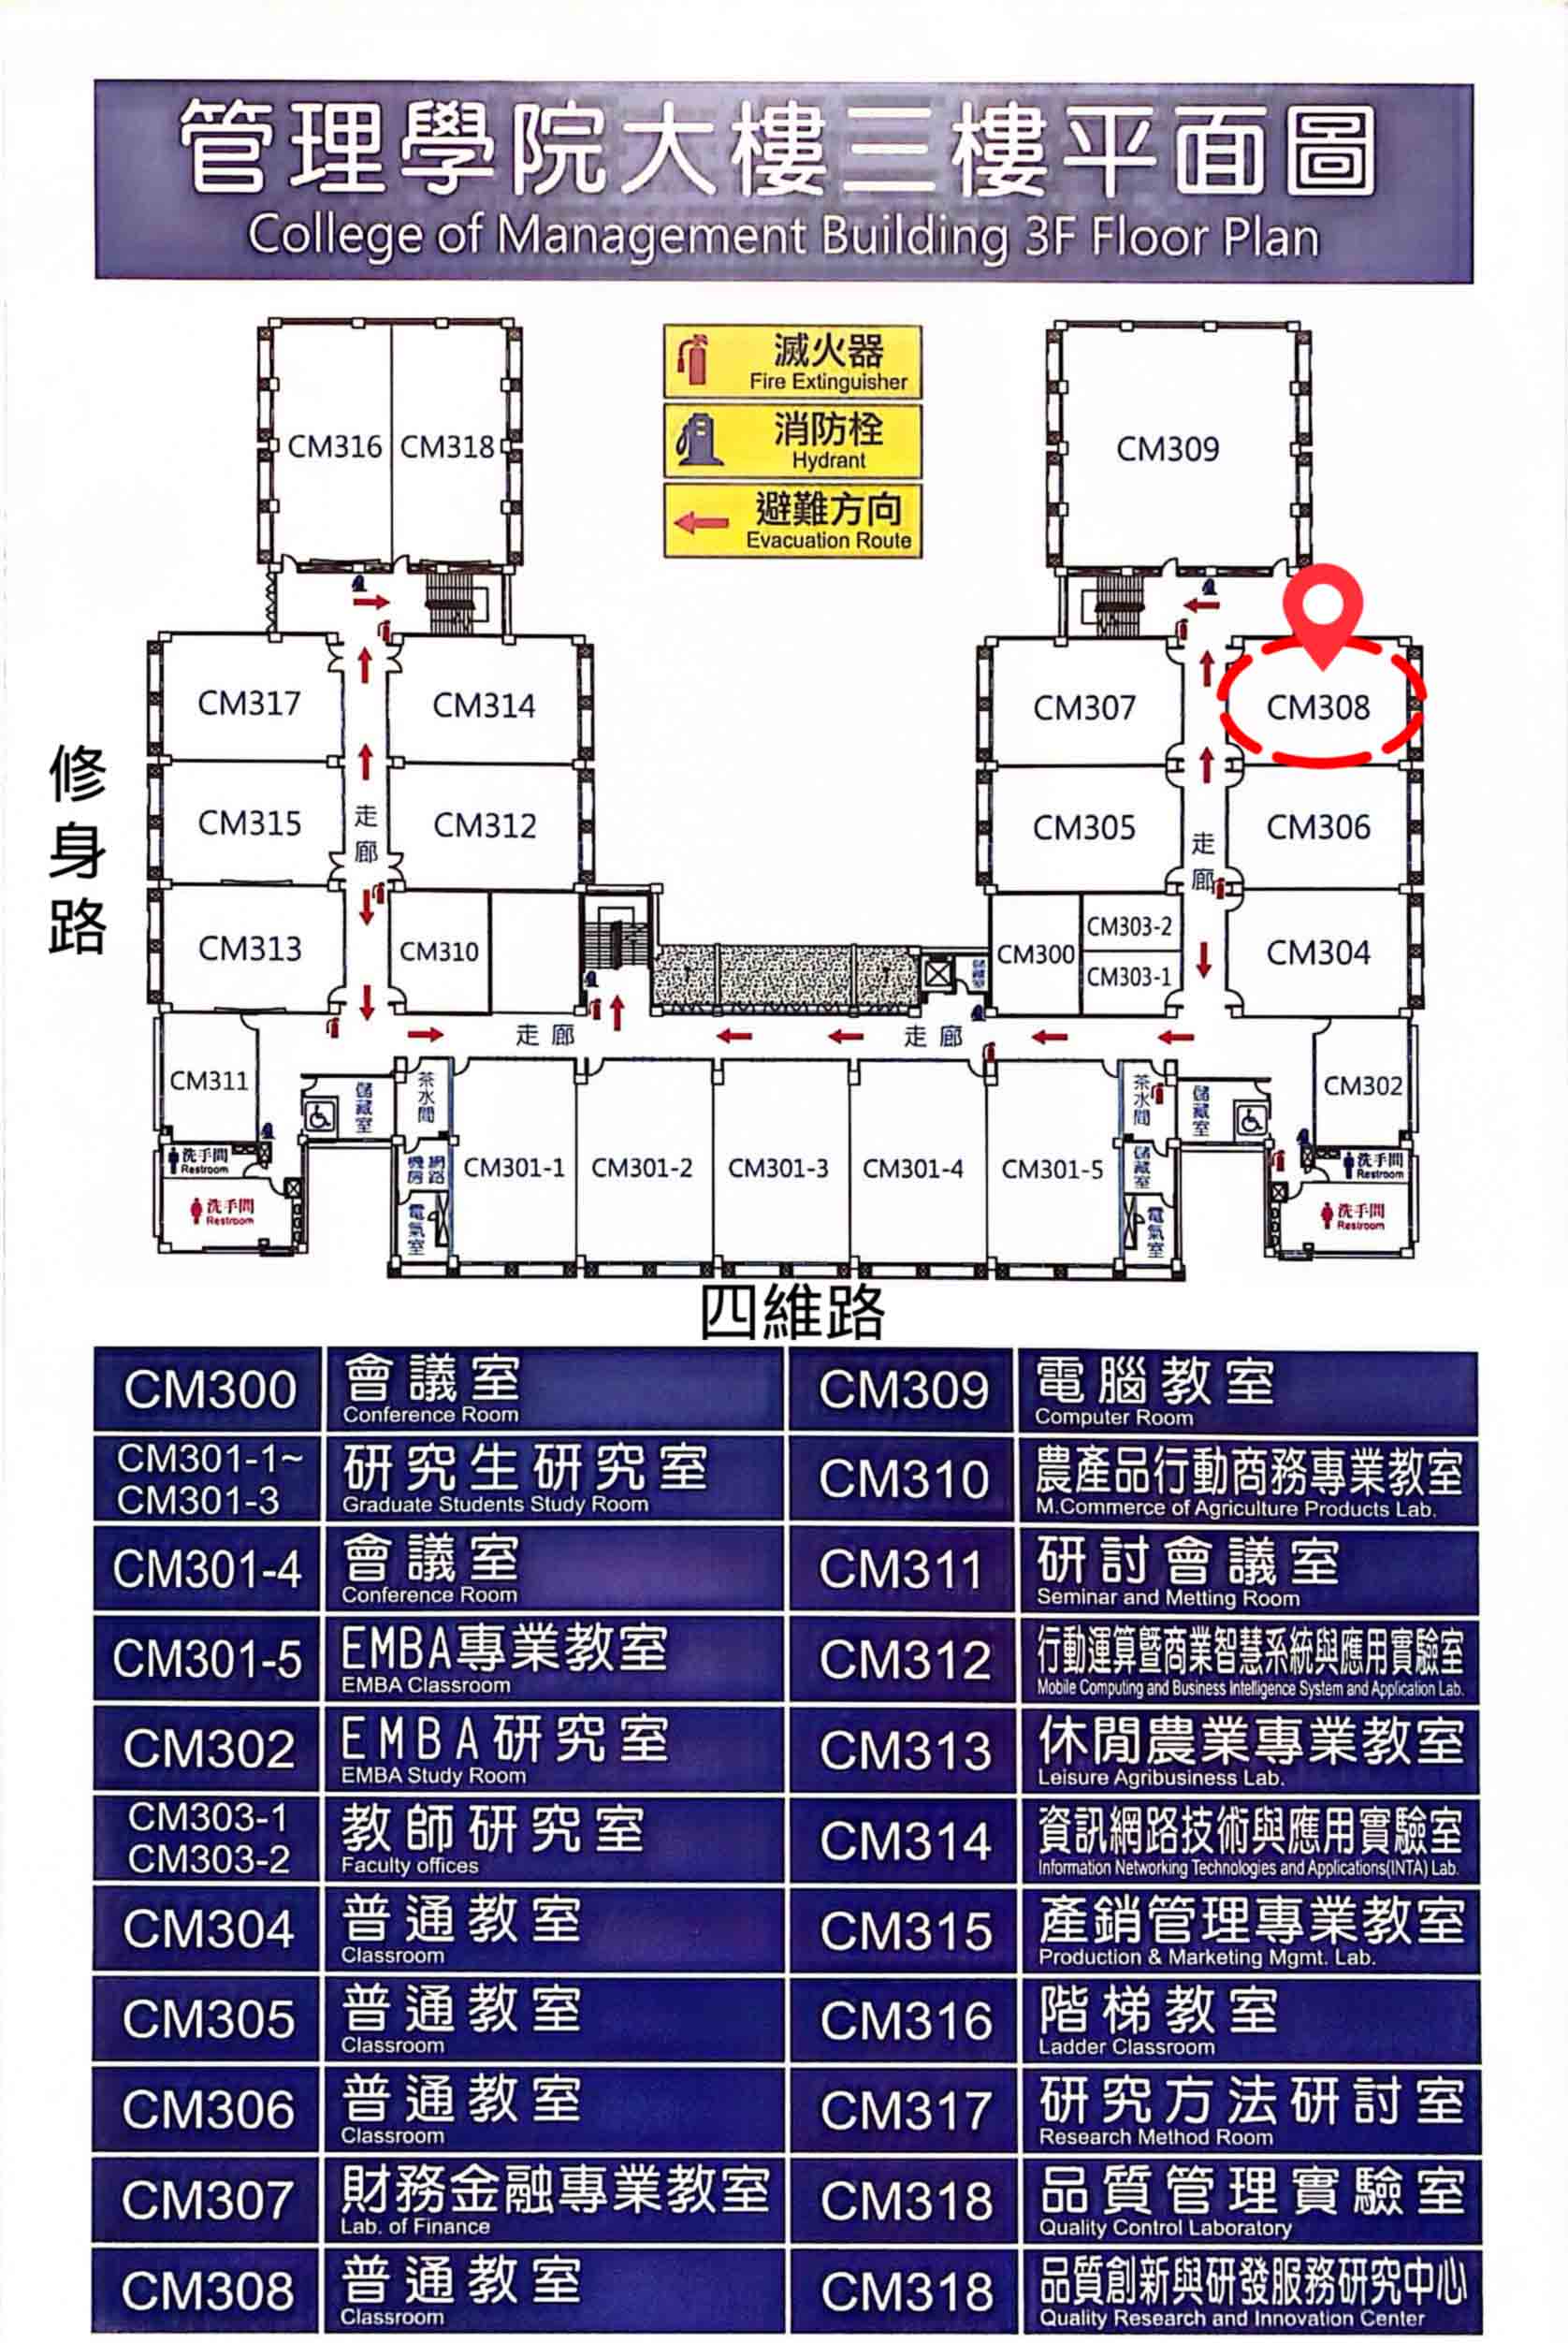 管理學院大樓三樓平面圖
College of Management Building 3F Floor Plan
滅火器
Fire Extinguisher
消防栓
Hydrant
避難方向
Evacuation Route
CM316
CM318
CM309
CM317
CM314
CM307
CM308
CM315
走廊
CM312
CM305
走廊
CM306
修身路
CM313
CM310
CM300
CM303-2
CM303-1
CM304
走廊
走廊
CM311
儲藏室
茶水間
茶水間
儲藏室
CM302
洗手間
Restroom
洗手間
Restroom
網路機房
電氣室
CM301-1
CM301-2
CM301-3
CM301-4
CM301-5
儲藏室
電氣室
洗手間
Restroom
洗手間
Restroom
四維路
CM300
會議室
Conference Room
CM301-1~
CM301-3
研究生研究室
Graduate Students Study Room
CM301-4
會議室
Conference Room
CM301-5
EMBA專業教室
EMBA Classroom
CM302
EMBA研究室
EMBA Study Room
CM303-1
CM303-2
教師研究室
Faculty offices
CM304
普通教室
Classroom
CM305
普通教室
Classroom
CM306
普通教室
Classroom
CM307
財務金融專業教室
Lab. of Finance
CM308
普通教室
Classroom
CM309
電腦教室
Computer Room
CM310
農產品行動商務專業教室
M.Commerce of Agriculture Products Lab.
CM311
研討會議室
Seminar and Metting Room
CM312
行動運算暨商業智慧系統與應用實驗室
Mobile Computing and Business Intelligence System and Application Lab.
CM313
休閒農業專業教室
Leisure Agribusiness Lab.
CM314
資訊網路技術與應用實驗室
Information Networking Technologies and Applications(INTA) Lab.
CM315
產銷管理專業教室
Production & Marketing Mgmt. Lab.
CM316
階梯教室
Ladder Classroom
CM317
研究方法研討室
Research Method Room
CM318
品質管理實驗室
Quality Control Laboratory
CM318
品質創新與研發服務研究中心
Quality Research and Innovation Center